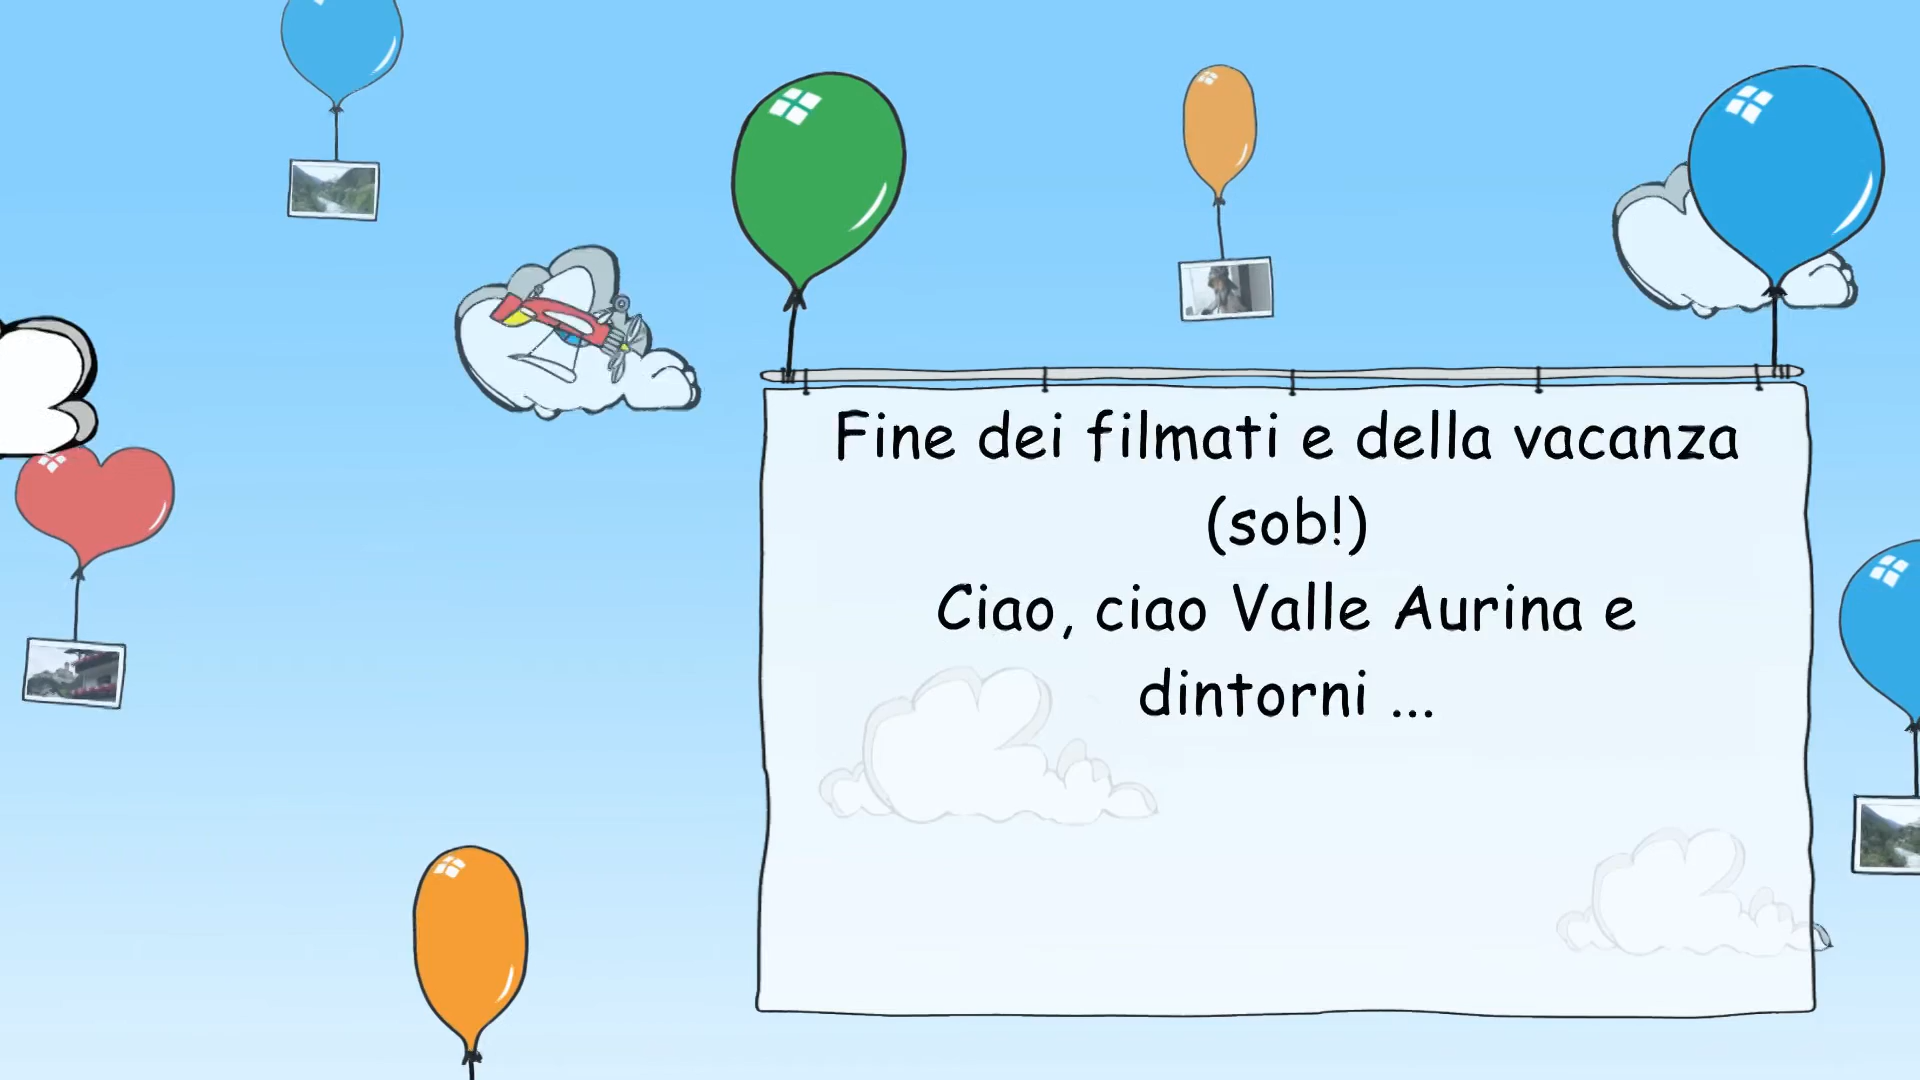 Fine dei filmati e della vacanza
(sob!)
Ciao, ciao Valle Aurina e
dintorni ...